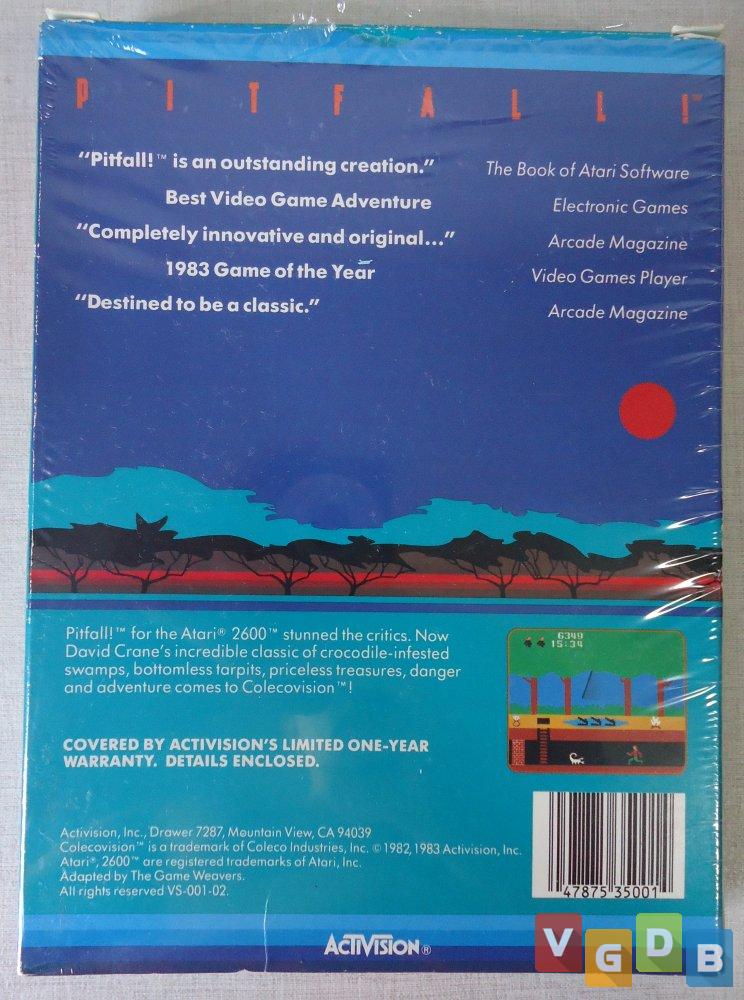 PITFALL!™
"Pitfall!™ is an outstanding creation." The Book of Atari Software
Best Video Game Adventure Electronic Games
"Completely innovative and original..." Arcade Magazine
1983 Game of the Year Video Games Player
"Destined to be a classic." Arcade Magazine
Pitfall!™ for the Atari® 2600™ stunned the critics. Now
David Crane's incredible classic of crocodile-infested
swamps, bottomless tarpits, priceless treasures, danger
and adventure comes to Colecovision™!
6349
15:34
COVERED BY ACTIVISION'S LIMITED ONE-YEAR
WARRANTY. DETAILS ENCLOSED.
Activision, Inc., Drawer 7287, Mountain View, CA 94039
Colecovision™ is a trademark of Coleco Industries, Inc. © 1982, 1983 Activision, Inc.
Atari®, 2600™ are registered trademarks of Atari, Inc.
Adapted by The Game Weavers.
All rights reserved VS-001-02.
47875 35001
ACTIVISION®
VGDB